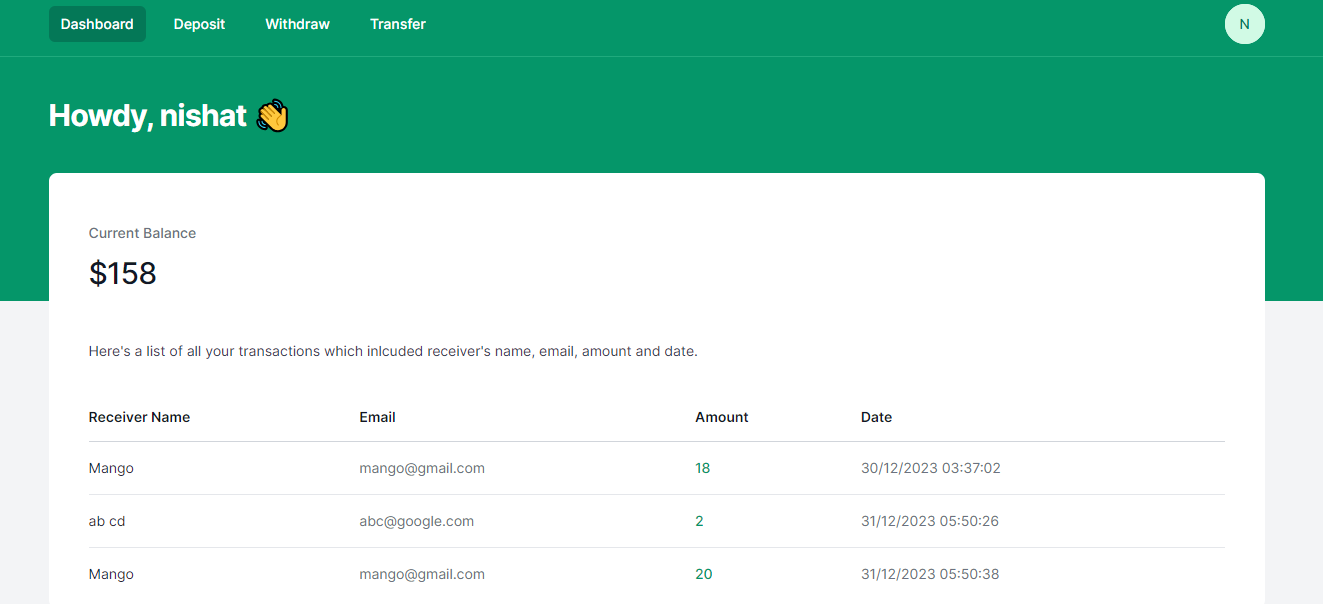 Dashboard Deposit Withdraw Transfer N
Howdy, nishat 👋
Current Balance
$158
Here's a list of all your transactions which inlcuded receiver's name, email, amount and date.
Receiver Name Email Amount Date
Mango mango@gmail.com 18 30/12/2023 03:37:02
ab cd abc@google.com 2 31/12/2023 05:50:26
Mango mango@gmail.com 20 31/12/2023 05:50:38